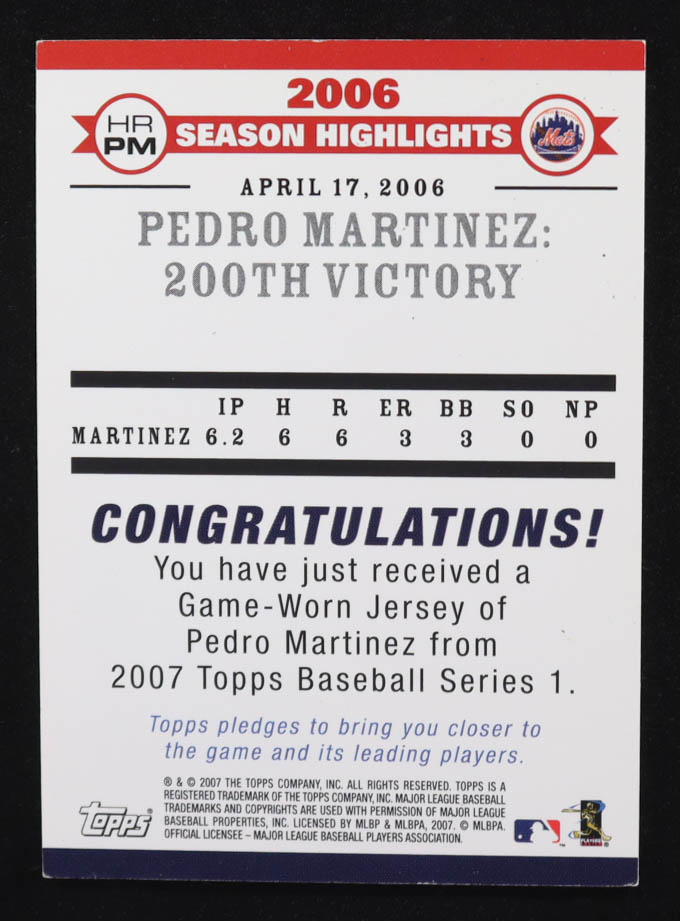 2006
HR
PM
SEASON HIGHLIGHTS
Mets
APRIL 17, 2006
PEDRO MARTINEZ:
200TH VICTORY
IP H R ER BB SO NP
MARTINEZ 6.2 6 6 3 3 0 0
CONGRATULATIONS!
You have just received a
Game-Worn Jersey of
Pedro Martinez from
2007 Topps Baseball Series 1.
Topps pledges to bring you closer to
the game and its leading players.
® & © 2007 THE TOPPS COMPANY, INC. ALL RIGHTS RESERVED. TOPPS IS A
REGISTERED TRADEMARK OF THE TOPPS COMPANY, INC. MAJOR LEAGUE BASEBALL
TRADEMARKS AND COPYRIGHTS ARE USED WITH PERMISSION OF MAJOR LEAGUE
BASEBALL PROPERTIES, INC. LICENSED BY MLBP & MLBPA, 2007. © MLBPA.
OFFICIAL LICENSEE – MAJOR LEAGUE BASEBALL PLAYERS ASSOCIATION.
Topps®
™
PLAYERS